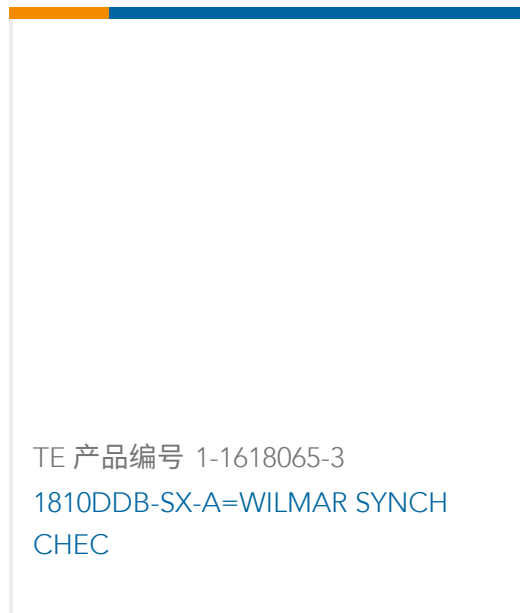 TE 产品编号 1-1618065-3
1810DDB-SX-A=WILMAR SYNCH
CHEC